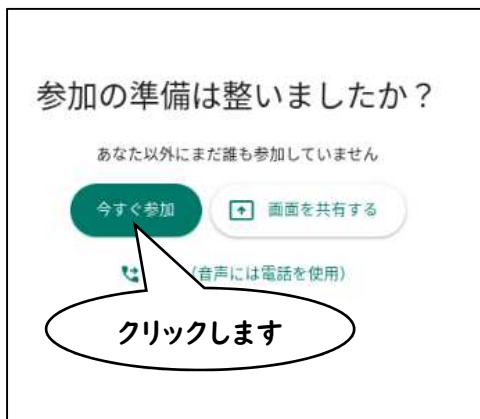 参加の準備は整いましたか?
あなた以外にまだ誰も参加していません
今すぐ参加
画面を共有する
(音声には電話を使用)
クリックします